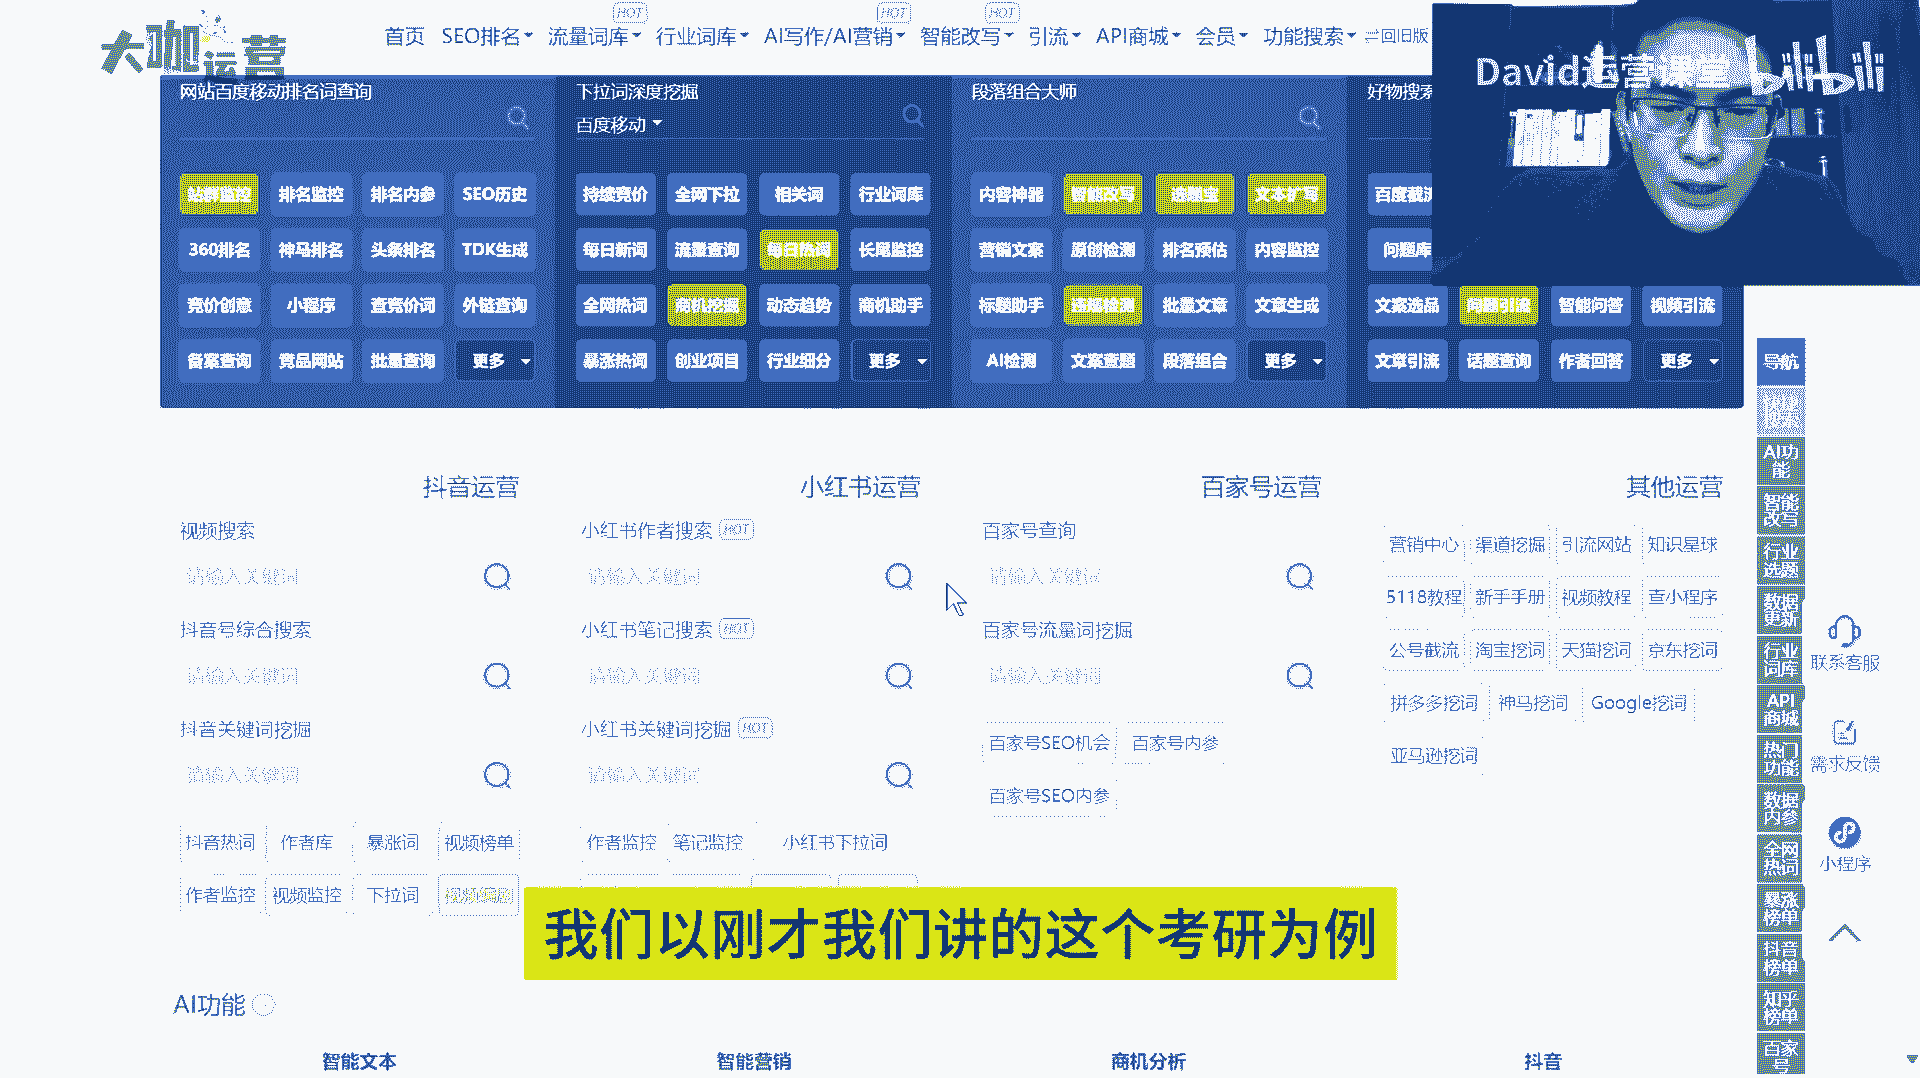 大咖运营
首页 SEO排名 流量词库 HOT 行业词库 AI写作/AI营销 HOT 智能改写 HOT 引流 API商城 会员 功能搜索 回旧版
David运营课堂 bilibili
网站百度移动排名词查询
站群监控 排名监控 排名内参 SEO历史
360排名 神马排名 头条排名 TDK生成
竞价创意 小程序 查竞价词 外链查询
备案查询 竞品网站 批量查询 更多
下拉词深度挖掘
百度移动
持续竞价 全网下拉 相关词 行业词库
每日新词 流量查询 每日热词 长尾监控
全网热词 商机挖掘 动态趋势 商机助手
暴涨热词 创业项目 行业细分 更多
段落组合大师
内容神器 智能改写 选题宝 文本扩写
营销文案 原创检测 排名预估 内容监控
标题助手 违规检测 批量文章 文章生成
AI检测 文案查题 段落组合 更多
好物搜索
百度截流
问题库
文案选品 问题引流 智能问答 视频引流
文章引流 话题查询 作者回答 更多
抖音运营
视频搜索
请输入关键词
抖音号综合搜索
请输入关键词
抖音关键词挖掘
请输入关键词
抖音热词 作者库 暴涨词 视频榜单
作者监控 视频监控 下拉词
小红书运营
小红书作者搜索 HOT
请输入关键词
小红书笔记搜索 HOT
请输入关键词
小红书关键词挖掘 HOT
请输入关键词
作者监控 笔记监控 小红书下拉词
百家号运营
百家号查询
请输入关键词
百家号流量词挖掘
请输入关键词
百家号SEO机会 百家号内参
百家号SEO内参
其他运营
营销中心 渠道挖掘 引流网站 知识星球
5118教程 新手手册 视频教程 查小程序
公号截流 淘宝挖词 天猫挖词 京东挖词
拼多多挖词 神马挖词 Google挖词
亚马逊挖词
导航
AI功能
智能改写
行业选题
数据更新
行业词库
API商城
热门功能
数据内参
全网热词
暴涨榜单
抖音榜单
知乎榜单
百家号
联系客服
需求反馈
小程序
我们以刚才我们讲的这个考研为例
AI功能
智能文本 智能营销 商机分析 抖音